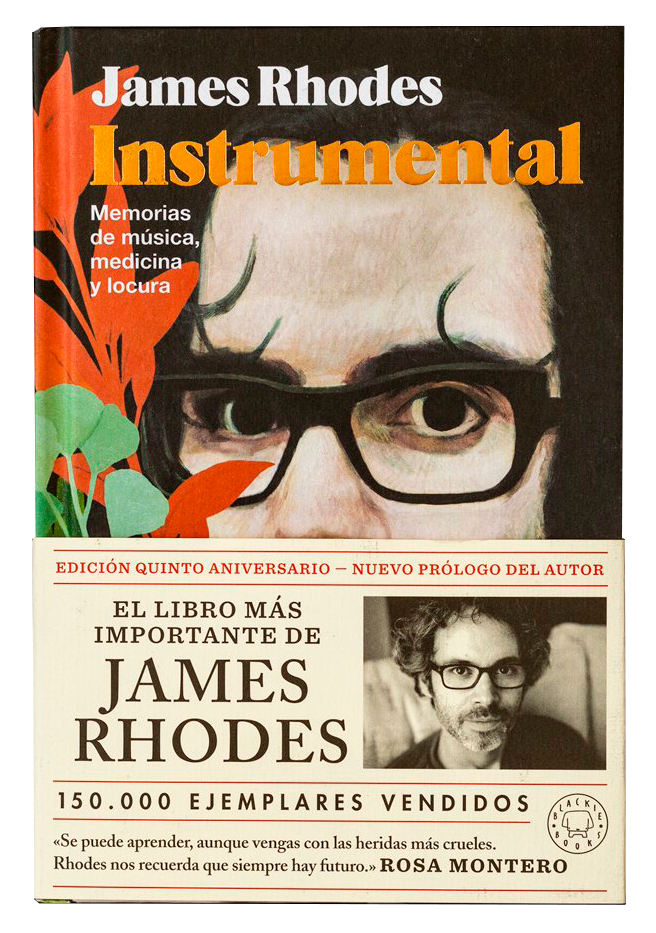 James Rhodes
Instrumental
Memorias
de música,
medicina
y locura
EDICIÓN QUINTO ANIVERSARIO – NUEVO PRÓLOGO DEL AUTOR
EL LIBRO MÁS
IMPORTANTE DE
JAMES
RHODES
150.000 EJEMPLARES VENDIDOS
BLACKIE
BOOKS
«Se puede aprender, aunque vengas con las heridas más crueles.
Rhodes nos recuerda que siempre hay futuro.» ROSA MONTERO